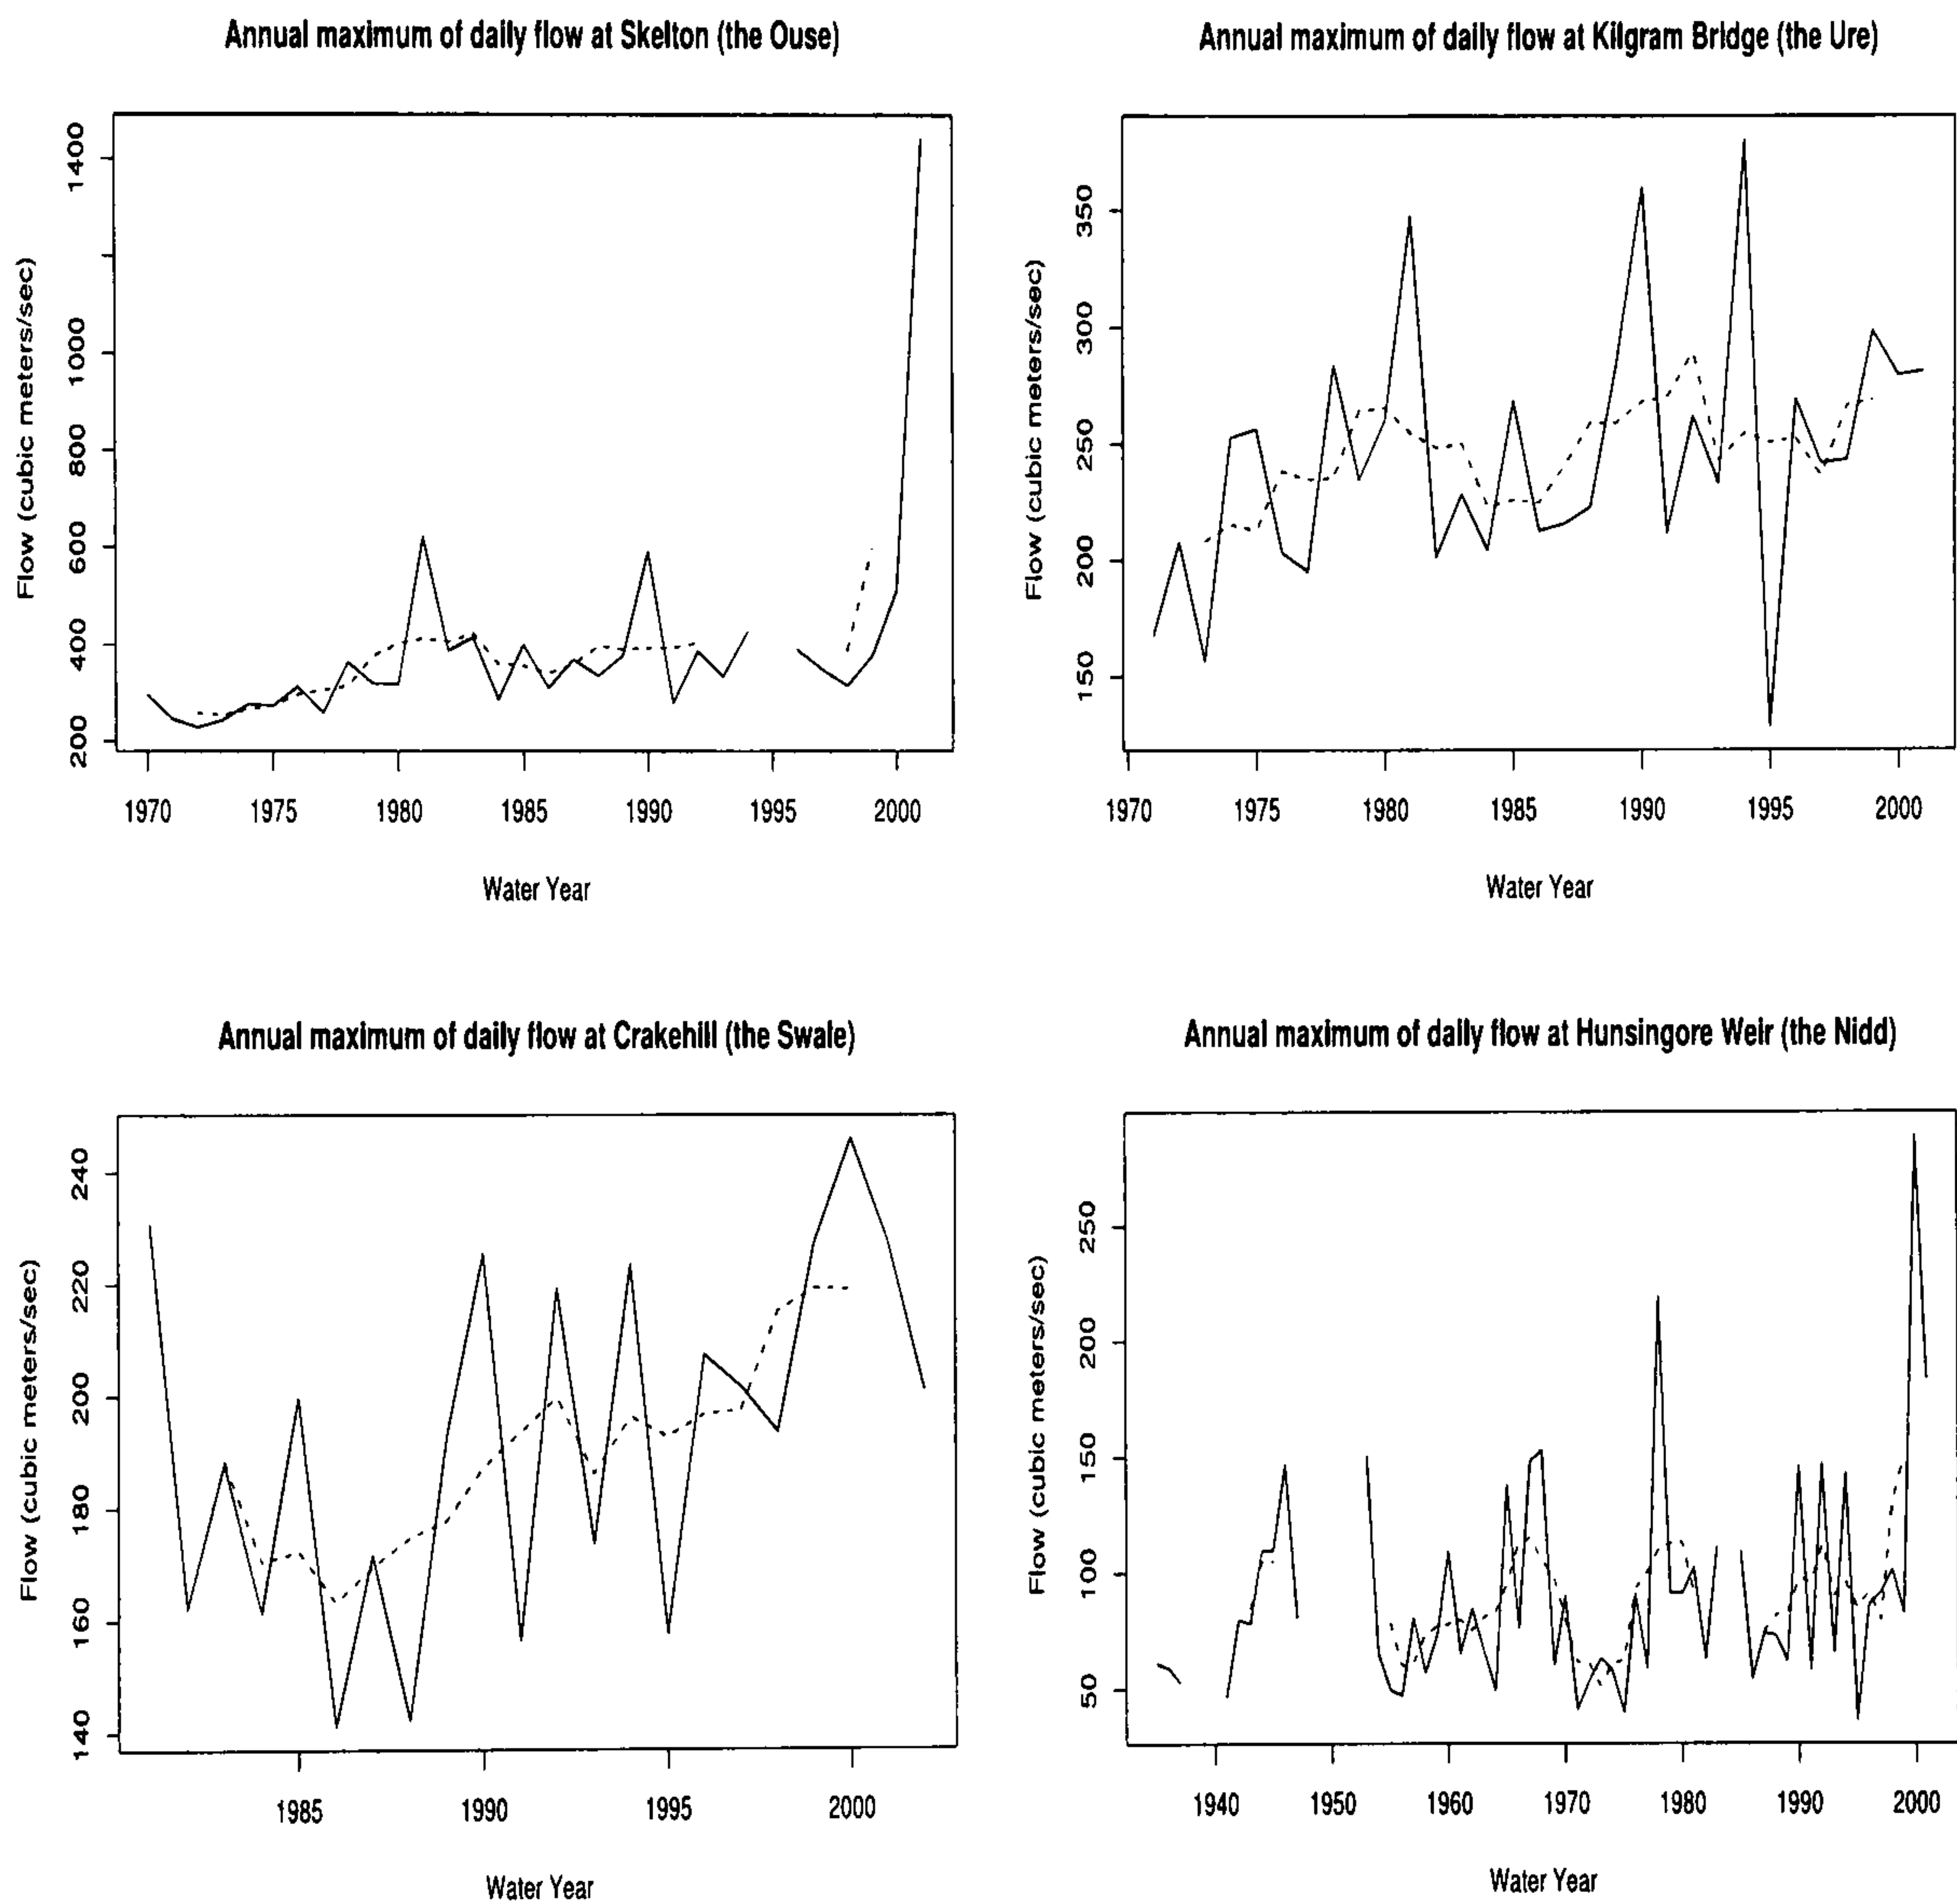 Annual maximum of daily flow at Skelton (the Ouse)
Flow (cubic meters/sec)
1400
1000
800
600
400
200
1970 1975 1980 1985 1990 1995 2000
Water Year
Annual maximum of daily flow at Kilgram Bridge (the Ure)
Flow (cubic meters/sec)
350
300
250
200
150
1970 1975 1980 1985 1990 1995 2000
Water Year
Annual maximum of daily flow at Crakehill (the Swale)
Flow (cubic meters/sec)
240
220
200
180
160
140
1985 1990 1995 2000
Water Year
Annual maximum of daily flow at Hunsingore Weir (the Nidd)
Flow (cubic meters/sec)
250
200
150
100
50
1940 1950 1960 1970 1980 1990 2000
Water Year